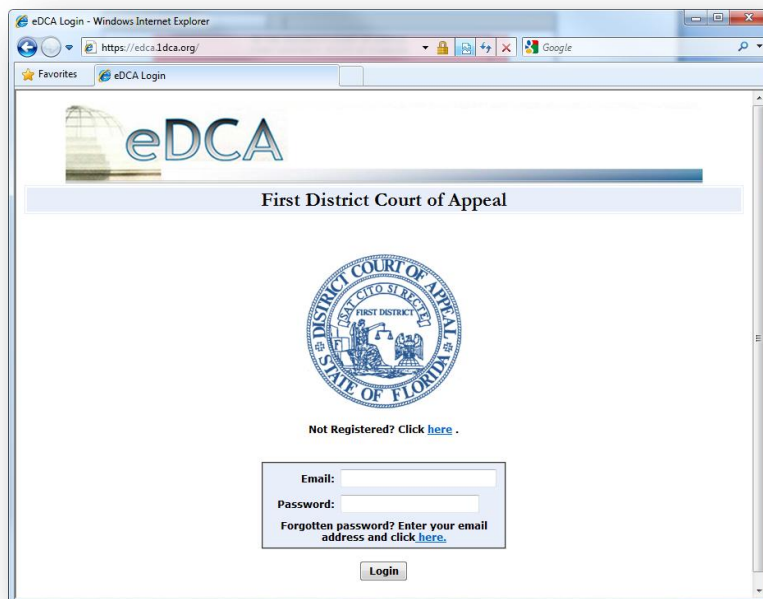 eDCA Login - Windows Internet Explorer
https://edca.1dca.org/
Google
Favorites
eDCA Login
eDCA
First District Court of Appeal
DISTRICT COURT OF APPEAL
SAT CITO SI RECTE
FIRST DISTRICT
STATE OF FLORIDA
Not Registered? Click here .
Email:
Password:
Forgotten password? Enter your email
address and click here.
Login